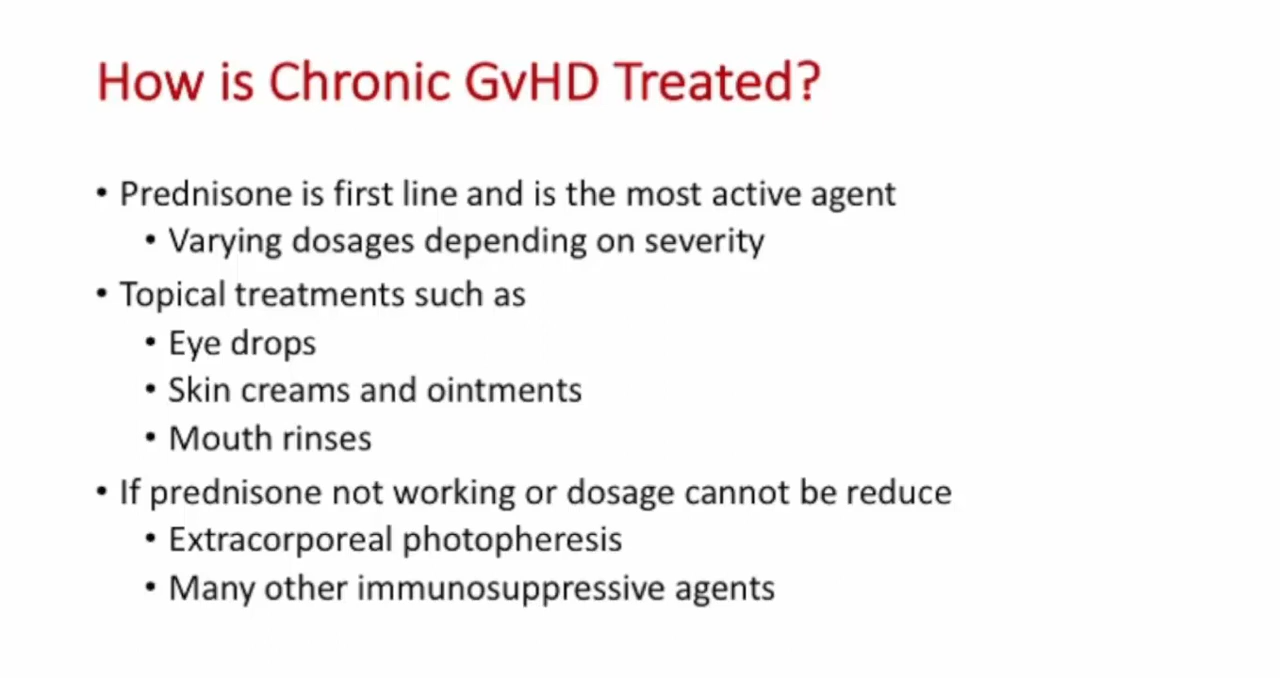 How is Chronic GvHD Treated?
• Prednisone is first line and is the most active agent
• Varying dosages depending on severity
• Topical treatments such as
• Eye drops
• Skin creams and ointments
• Mouth rinses
• If prednisone not working or dosage cannot be reduce
• Extracorporeal photopheresis
• Many other immunosuppressive agents